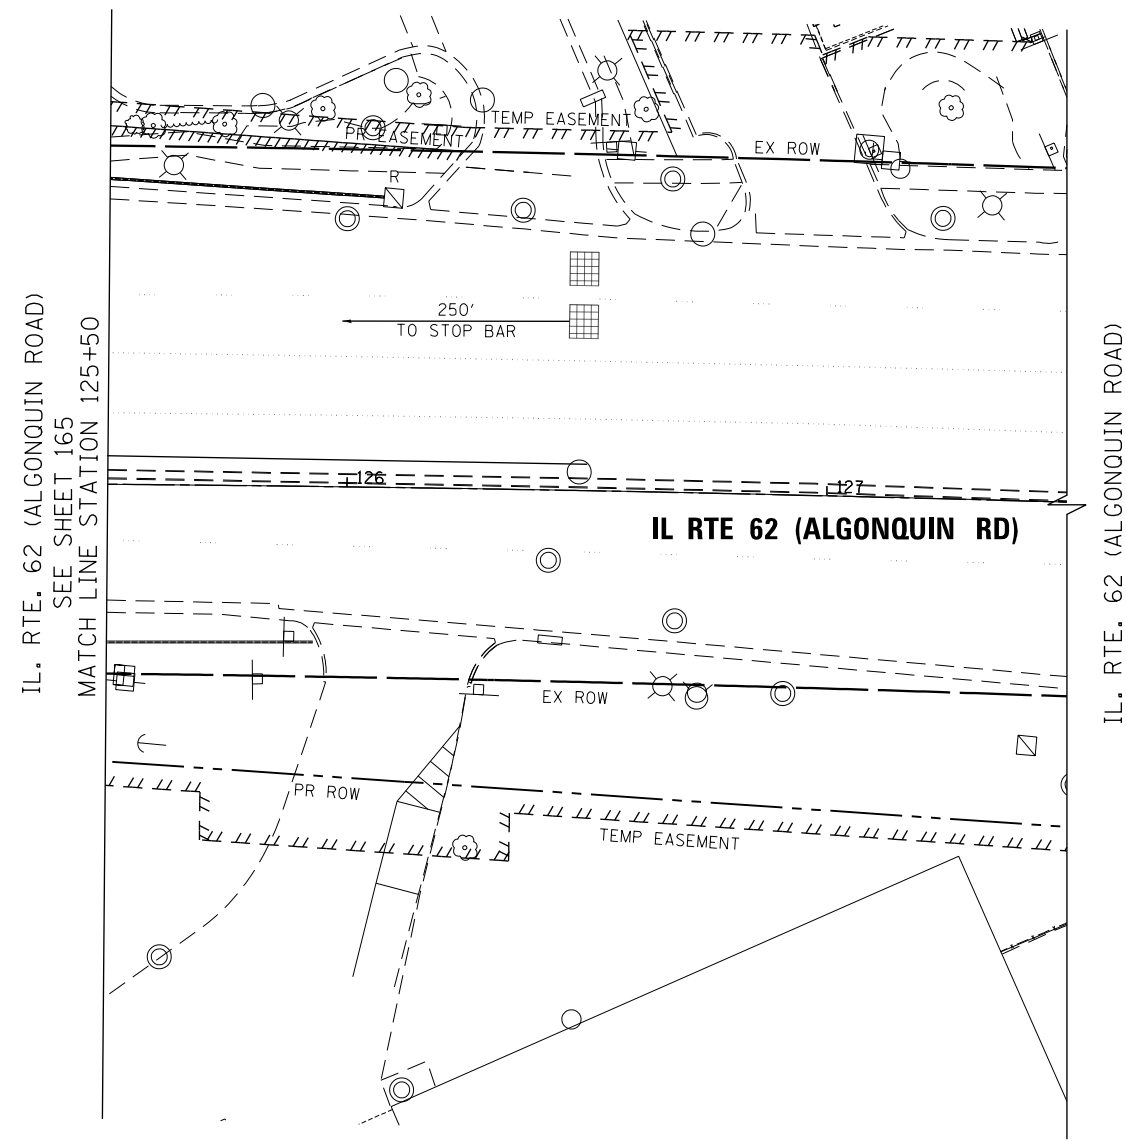 TEMP EASEMENT
PR EASEMENT
EX ROW
R
250'
TO STOP BAR
IL. RTE. 62 (ALGONQUIN ROAD)
SEE SHEET 165
MATCH LINE STATION 125+50
IL. RTE. 62 (ALGONQUIN ROAD)
126
127
IL RTE 62 (ALGONQUIN RD)
EX ROW
PR ROW
TEMP EASEMENT